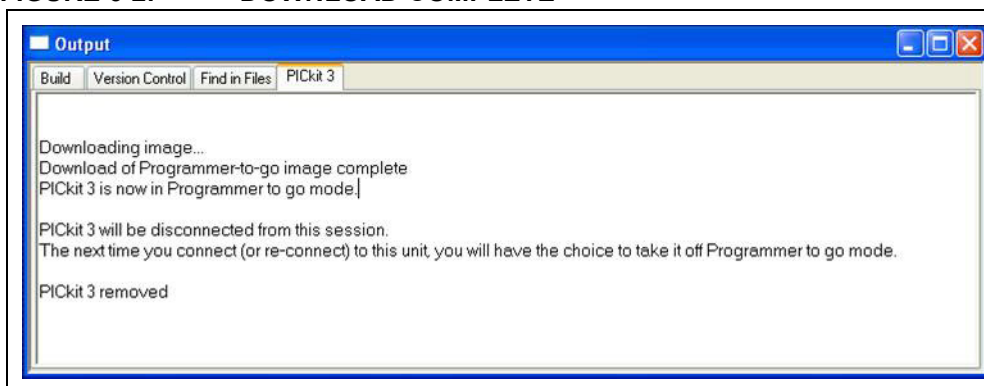 Output
Build Version Control Find in Files PICkit 3
Downloading image...
Download of Programmer-to-go image complete
PICkit 3 is now in Programmer to go mode.
PICkit 3 will be disconnected from this session.
The next time you connect (or re-connect) to this unit, you will have the choice to take it off Programmer to go mode.
PICkit 3 removed